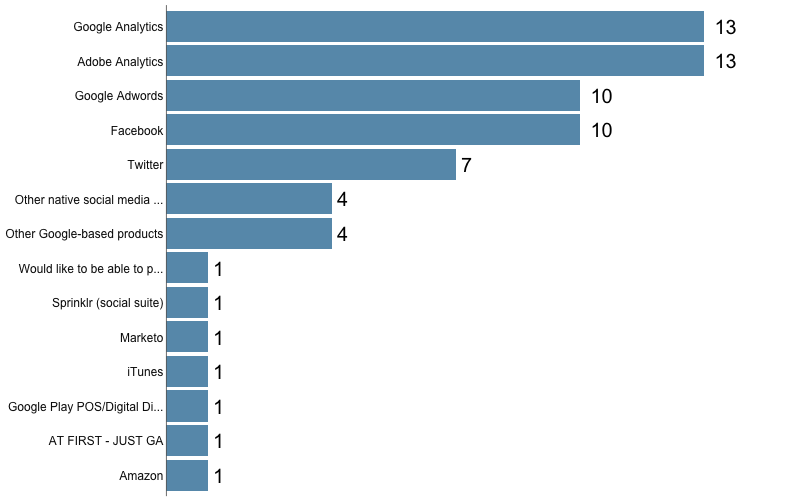 Google Analytics 13
Adobe Analytics 13
Google Adwords 10
Facebook 10
Twitter 7
Other native social media ... 4
Other Google-based products 4
Would like to be able to p... 1
Sprinklr (social suite) 1
Marketo 1
iTunes 1
Google Play POS/Digital Di... 1
AT FIRST - JUST GA 1
Amazon 1